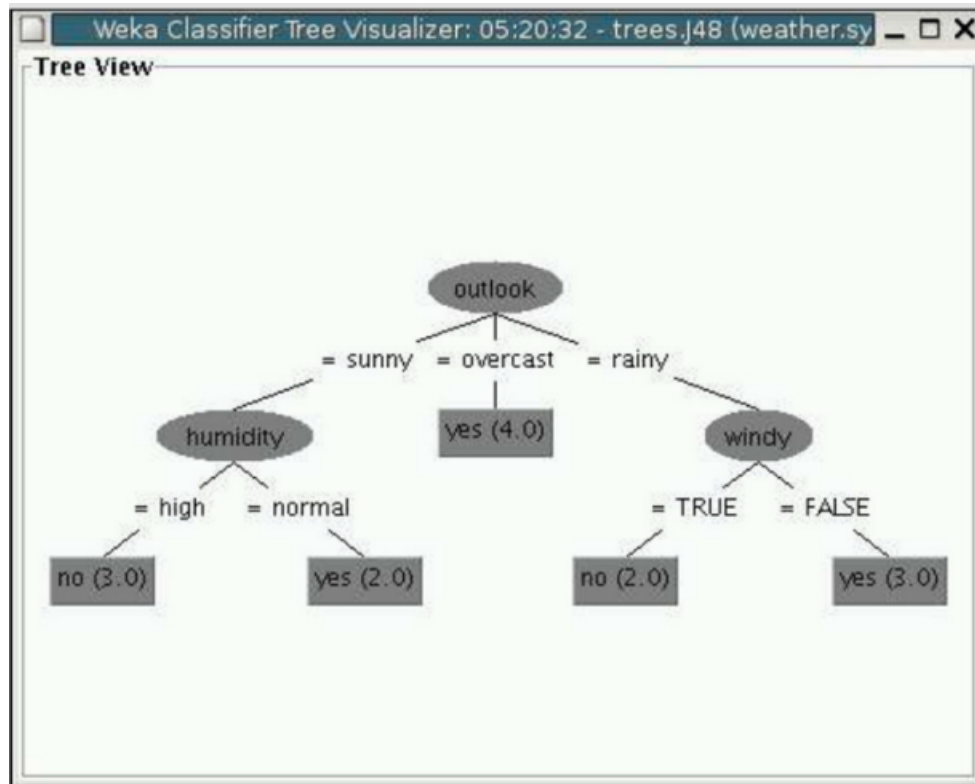 Weka Classifier Tree Visualizer: 05:20:32 - trees.J48 (weather.sy
Tree View
outlook
= sunny = overcast = rainy
humidity yes (4.0) windy
= high = normal = TRUE = FALSE
no (3.0) yes (2.0) no (2.0) yes (3.0)